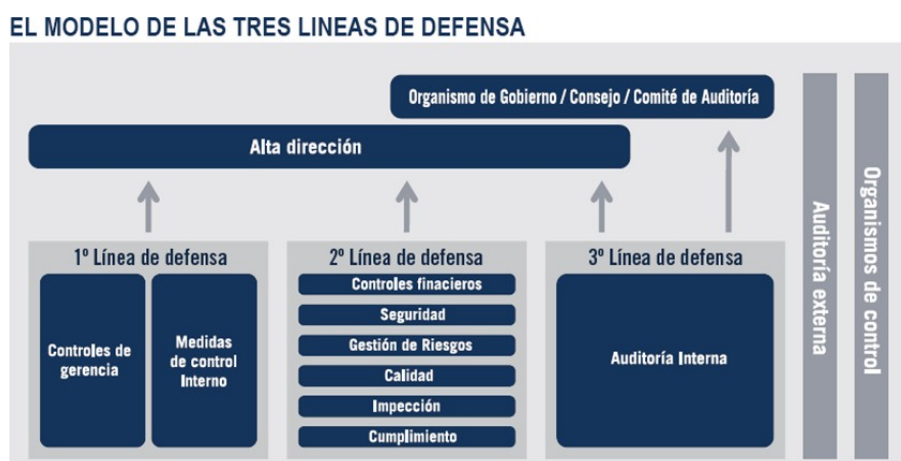 EL MODELO DE LAS TRES LINEAS DE DEFENSA
Organismo de Gobierno / Consejo / Comité de Auditoría
Alta dirección
1º Línea de defensa
Controles de
gerencia
Medidas
de control
Interno
2º Línea de defensa
Controles finacieros
Seguridad
Gestión de Riesgos
Calidad
Impección
Cumplimiento
3º Línea de defensa
Auditoría Interna
Auditoría externa
Organismos de control